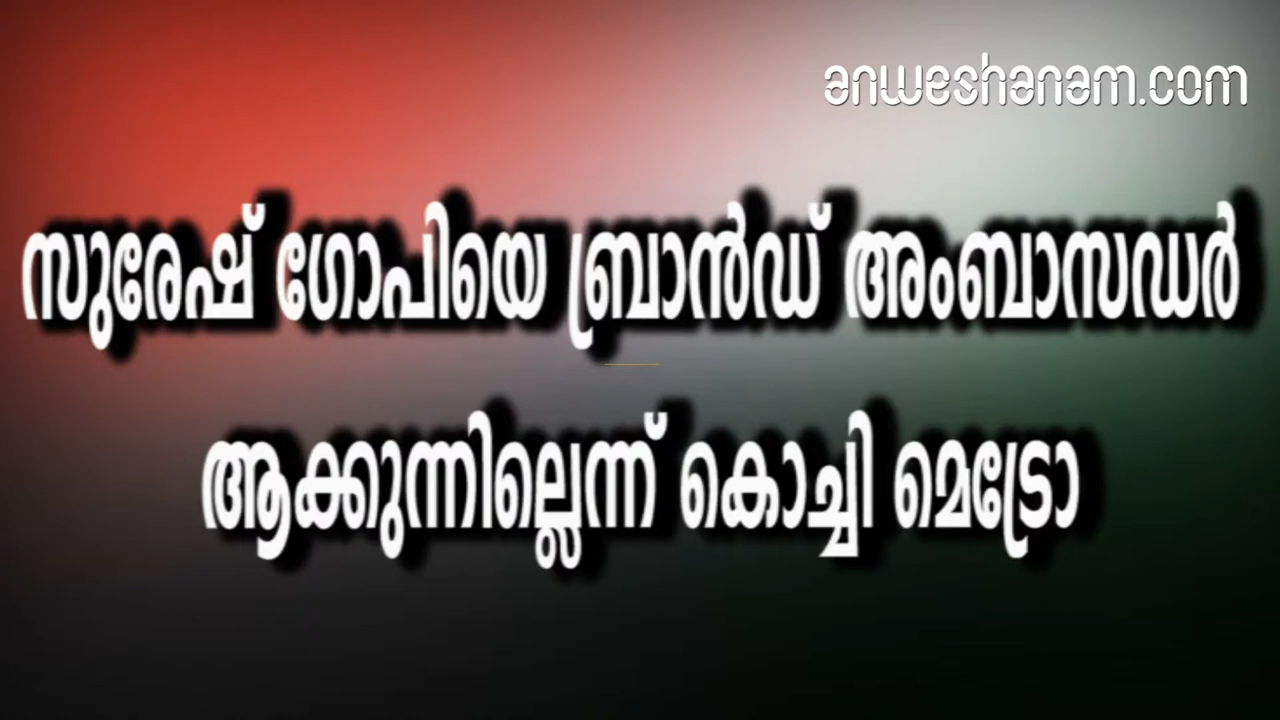 anweshanam.com
സുരേഷ് ഗോപിയെ ബ്രാൻഡ് അംബാസഡർ
ആക്കുന്നില്ലെന്ന് കൊച്ചി മെട്രോ